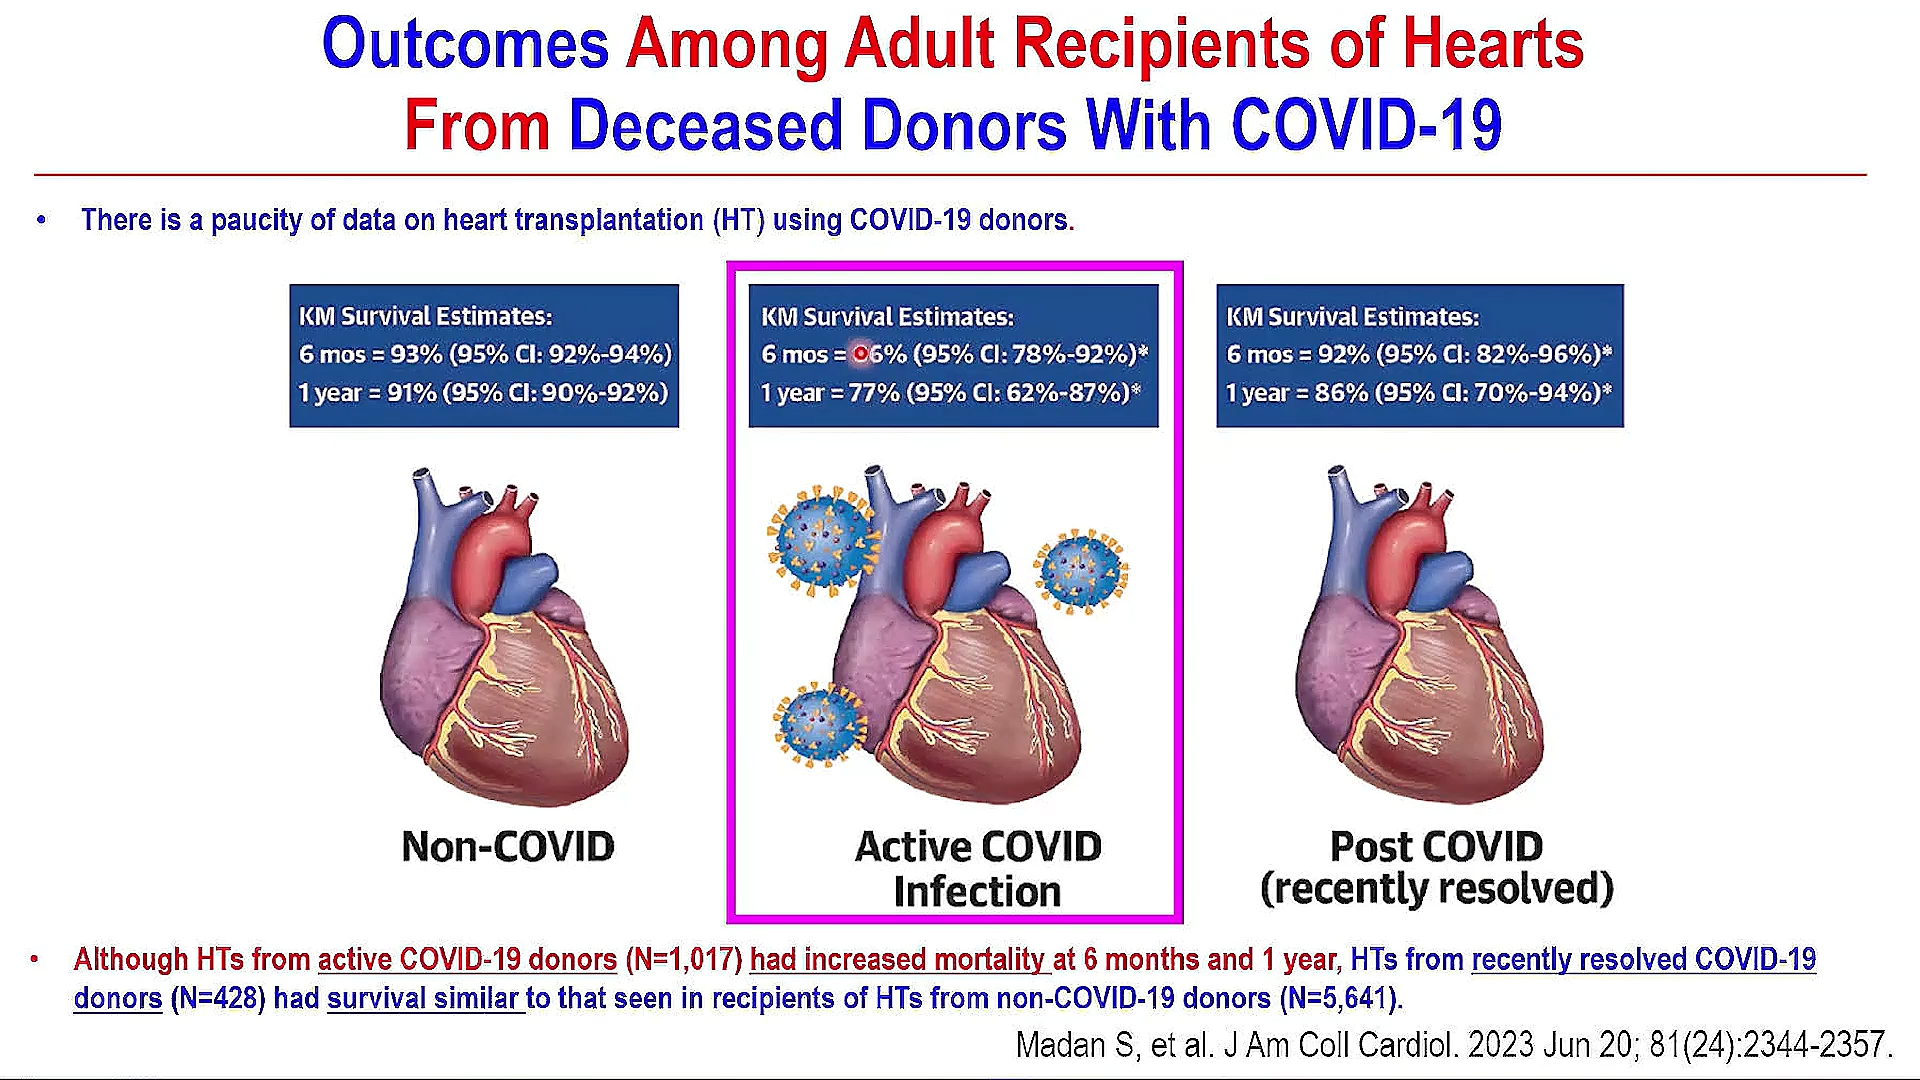 Outcomes Among Adult Recipients of Hearts
From Deceased Donors With COVID-19
• There is a paucity of data on heart transplantation (HT) using COVID-19 donors.
KM Survival Estimates:
6 mos = 93% (95% CI: 92%-94%)
1 year = 91% (95% CI: 90%-92%)
KM Survival Estimates:
6 mos = 6% (95% CI: 78%-92%)*
1 year = 77% (95% CI: 62%-87%)*
KM Survival Estimates:
6 mos = 92% (95% CI: 82%-96%)*
1 year = 86% (95% CI: 70%-94%)*
Non-COVID
Active COVID
Infection
Post COVID
(recently resolved)
• Although HTs from active COVID-19 donors (N=1,017) had increased mortality at 6 months and 1 year, HTs from recently resolved COVID-19
donors (N=428) had survival similar to that seen in recipients of HTs from non-COVID-19 donors (N=5,641).
Madan S, et al. J Am Coll Cardiol. 2023 Jun 20; 81(24):2344-2357.